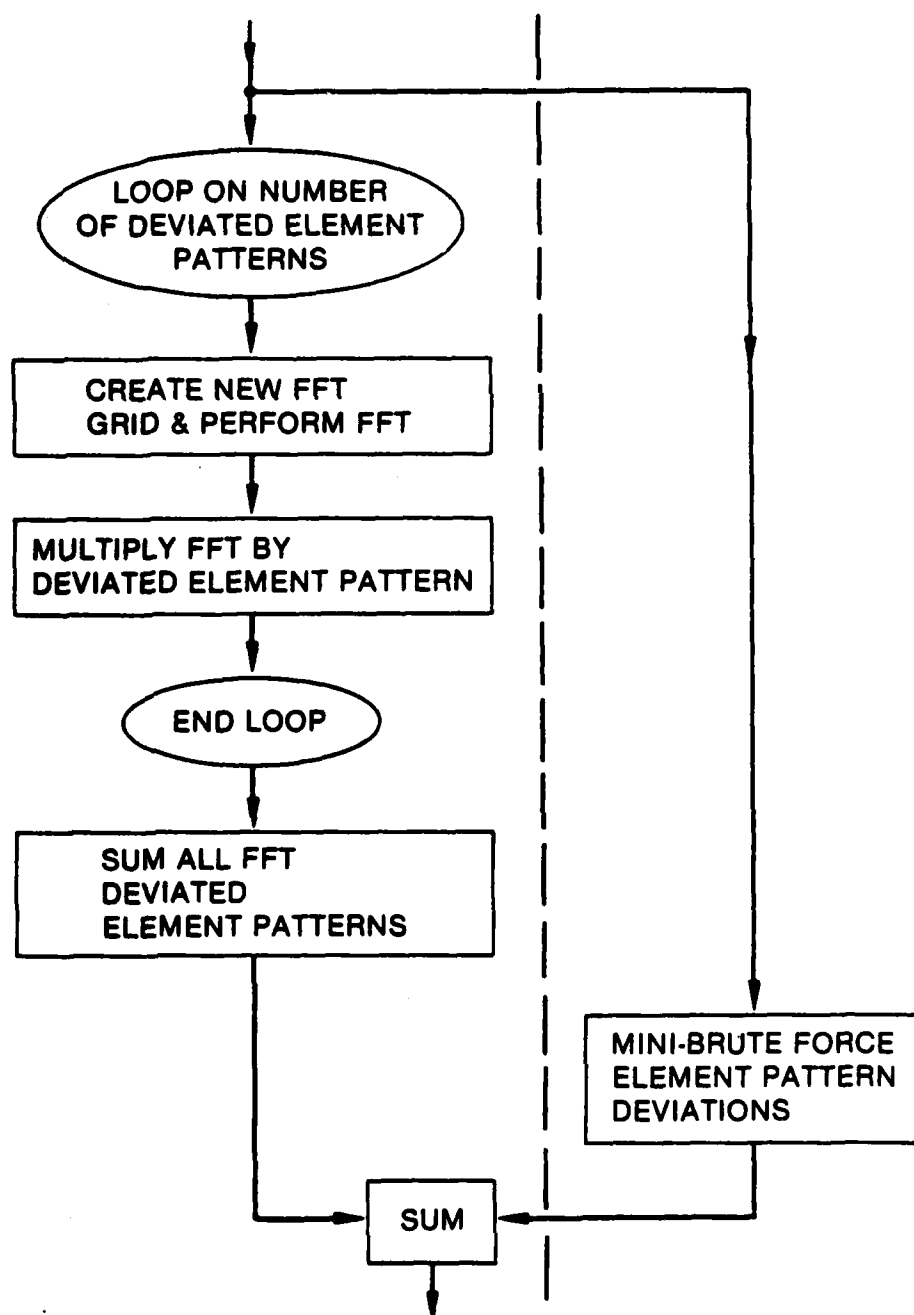 LOOP ON NUMBER
OF DEVIATED ELEMENT
PATTERNS
CREATE NEW FFT
GRID & PERFORM FFT
MULTIPLY FFT BY
DEVIATED ELEMENT PATTERN
END LOOP
SUM ALL FFT
DEVIATED
ELEMENT PATTERNS
MINI-BRUTE FORCE
ELEMENT PATTERN
DEVIATIONS
SUM